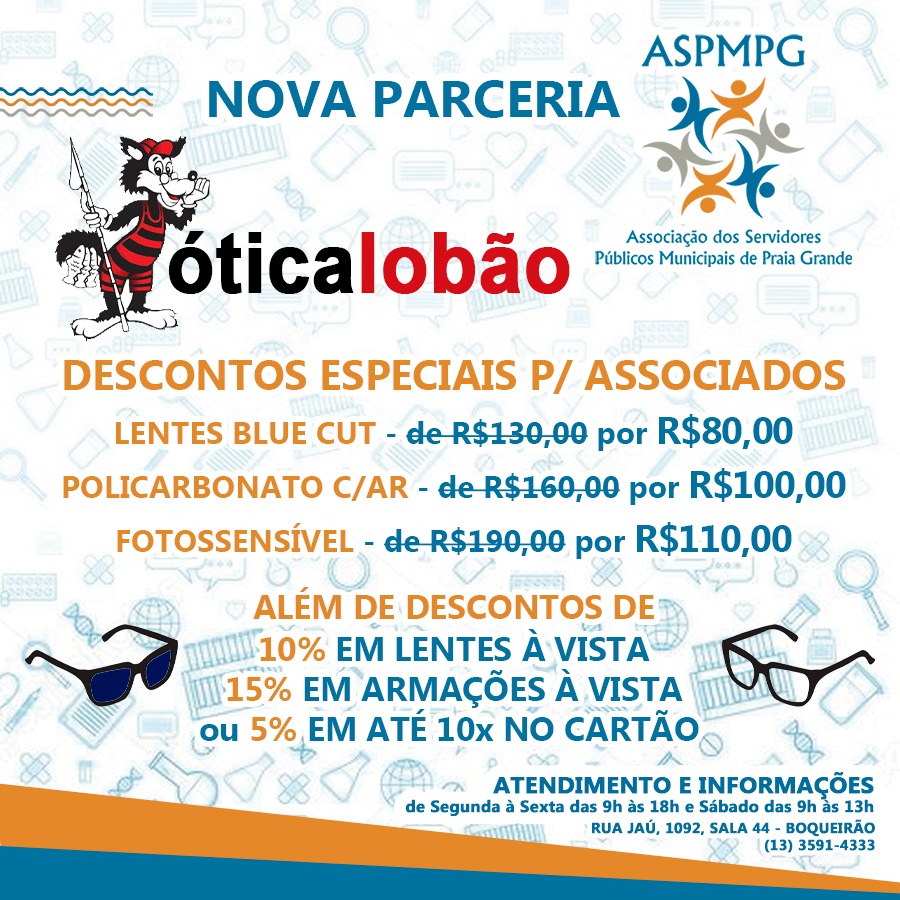 ASPMPG
NOVA PARCERIA
óticalobão
Associação dos Servidores
Públicos Municipais de Praia Grande
DESCONTOS ESPECIAIS P/ ASSOCIADOS
LENTES BLUE CUT - de R$130,00 por R$80,00
POLICARBONATO C/AR - de R$160,00 por R$100,00
FOTOSSENSÍVEL - de R$190,00 por R$110,00
ALÉM DE DESCONTOS DE
10% EM LENTES À VISTA
15% EM ARMAÇÕES À VISTA
ou 5% EM ATÉ 10x NO CARTÃO
ATENDIMENTO E INFORMAÇÕES
de Segunda à Sexta das 9h às 18h e Sábado das 9h às 13h
RUA JAÚ, 1092, SALA 44 - BOQUEIRÃO
(13) 3591-4333